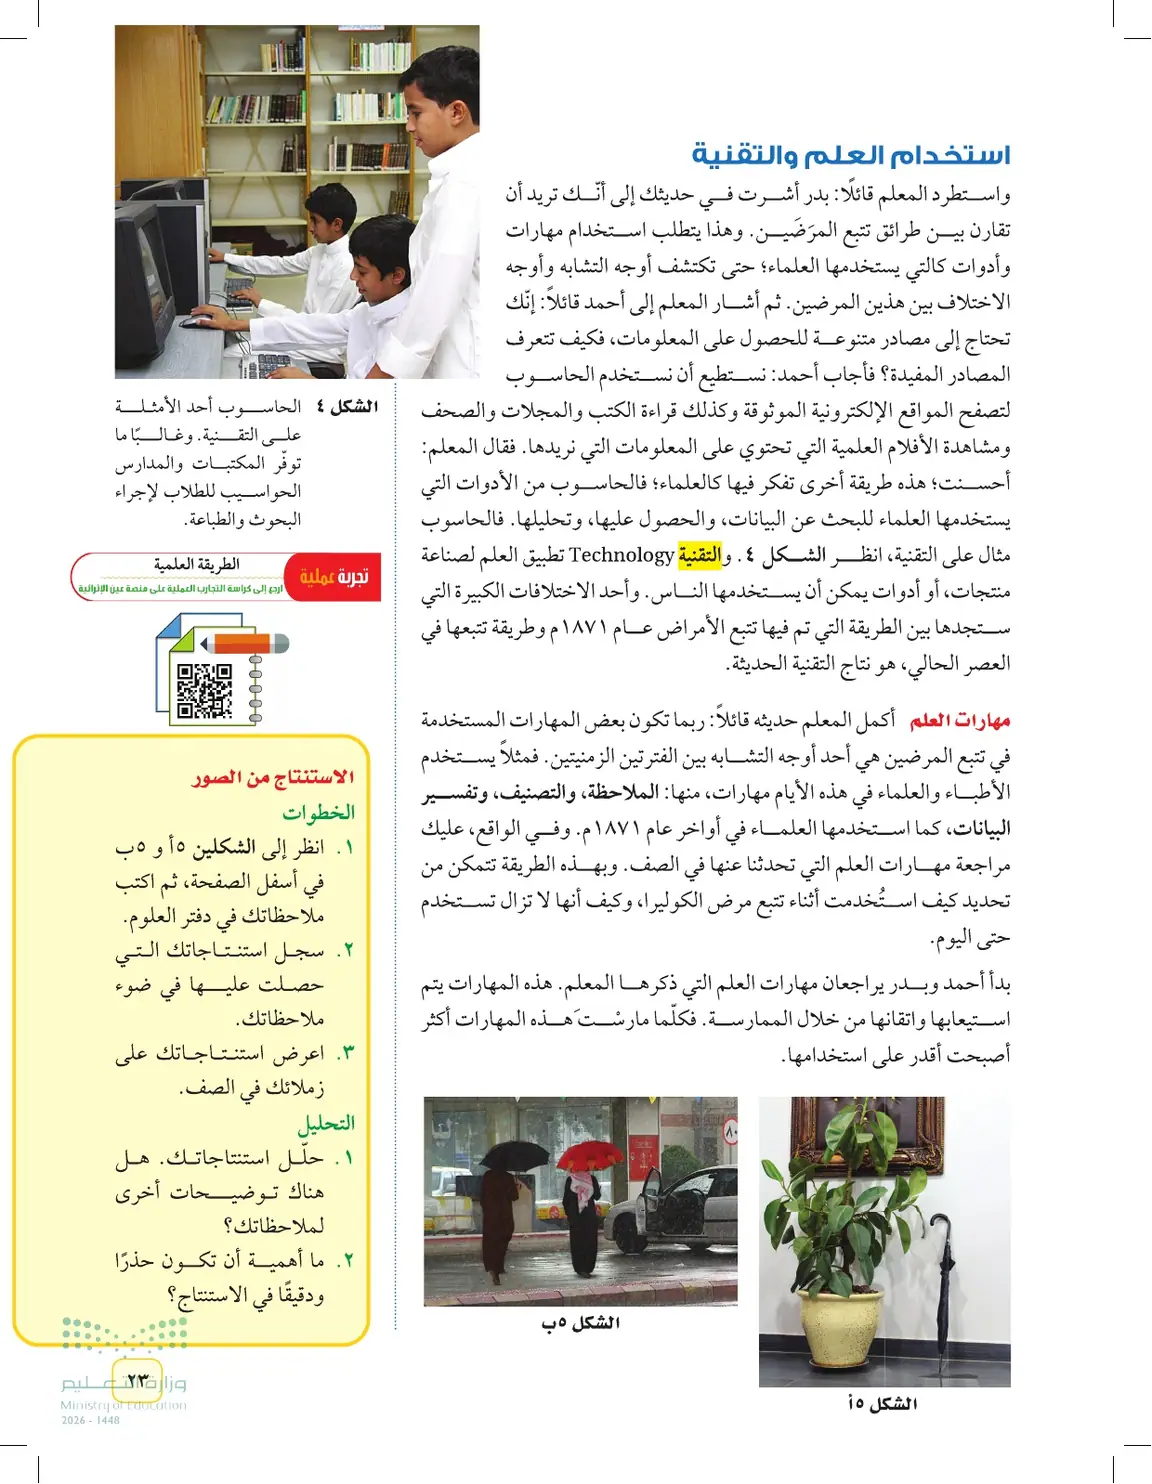 استخدام العلم والتقنية
واستطرد المعلم قائلًا: بدر أشرت في حديثك إلى أنّك تريد أن
تقارن بين طرائق تتبع المرَضَين. وهذا يتطلب استخدام مهارات
وأدوات كالتي يستخدمها العلماء؛ حتى تكتشف أوجه التشابه وأوجه
الاختلاف بين هذين المرضين. ثم أشار المعلم إلى أحمد قائلاً: إنّك
تحتاج إلى مصادر متنوعة للحصول على المعلومات، فكيف تتعرف
المصادر المفيدة؟ فأجاب أحمد: نستطيع أن نستخدم الحاسوب
لتصفح المواقع الإلكترونية الموثوقة وكذلك قراءة الكتب والمجلات والصحف
ومشاهدة الأفلام العلمية التي تحتوي على المعلومات التي نريدها. فقال المعلم:
أحسنت؛ هذه طريقة أخرى تفكر فيها كالعلماء؛ فالحاسوب من الأدوات التي
يستخدمها العلماء للبحث عن البيانات، والحصول عليها، وتحليلها. فالحاسوب
مثال على التقنية، انظر الشكل ٤. والتقنية Technology تطبيق العلم لصناعة
منتجات، أو أدوات يمكن أن يستخدمها الناس. وأحد الاختلافات الكبيرة التي
ستجدها بين الطريقة التي تم فيها تتبع الأمراض عام ١٨٧١م وطريقة تتبعها في
العصر الحالي، هو نتاج التقنية الحديثة.
مهارات العلم أكمل المعلم حديثه قائلاً: ربما تكون بعض المهارات المستخدمة
في تتبع المرضين هي أحد أوجه التشابه بين الفترتين الزمنيتين. فمثلاً يستخدم
الأطباء والعلماء في هذه الأيام مهارات، منها: الملاحظة، والتصنيف، وتفسير
البيانات، كما استخدمها العلماء في أواخر عام ١٨٧١م. وفي الواقع، عليك
مراجعة مهارات العلم التي تحدثنا عنها في الصف. وبهذه الطريقة تتمكن من
تحديد كيف استُخدمت أثناء تتبع مرض الكوليرا، وكيف أنها لا تزال تستخدم
حتى اليوم.
بدأ أحمد وبدر يراجعان مهارات العلم التي ذكرها المعلم. هذه المهارات يتم
استيعابها واتقانها من خلال الممارسة. فكلّما مارسْتَ هذه المهارات أكثر
أصبحت أقدر على استخدامها.
الشكل ٥أ
٨٠
الشكل ٥ب
الشكل ٤ الحاسوب أحد الأمثلة
على التقنية. وغالبًا ما
توفّر المكتبات والمدارس
الحواسيب للطلاب لإجراء
البحوث والطباعة.
تجربة عملية
الطريقة العلمية
ارجع إلى كراسة التجارب العملية على منصة عين الإثرائية
الاستنتاج من الصور
الخطوات
١. انظر إلى الشكلين ٥أ و ٥ب
في أسفل الصفحة، ثم اكتب
ملاحظاتك في دفتر العلوم.
٢. سجل استنتاجاتك التي
حصلت عليها في ضوء
ملاحظاتك.
٣. اعرض استنتاجاتك على
زملائك في الصف.
التحليل
١. حلّل استنتاجاتك. هل
هناك توضيحات أخرى
لملاحظاتك؟
٢. ما أهمية أن تكون حذرًا
ودقيقًا في الاستنتاج؟
وزارة التعليم
Ministry of Education
2026 - 1448
٢٣